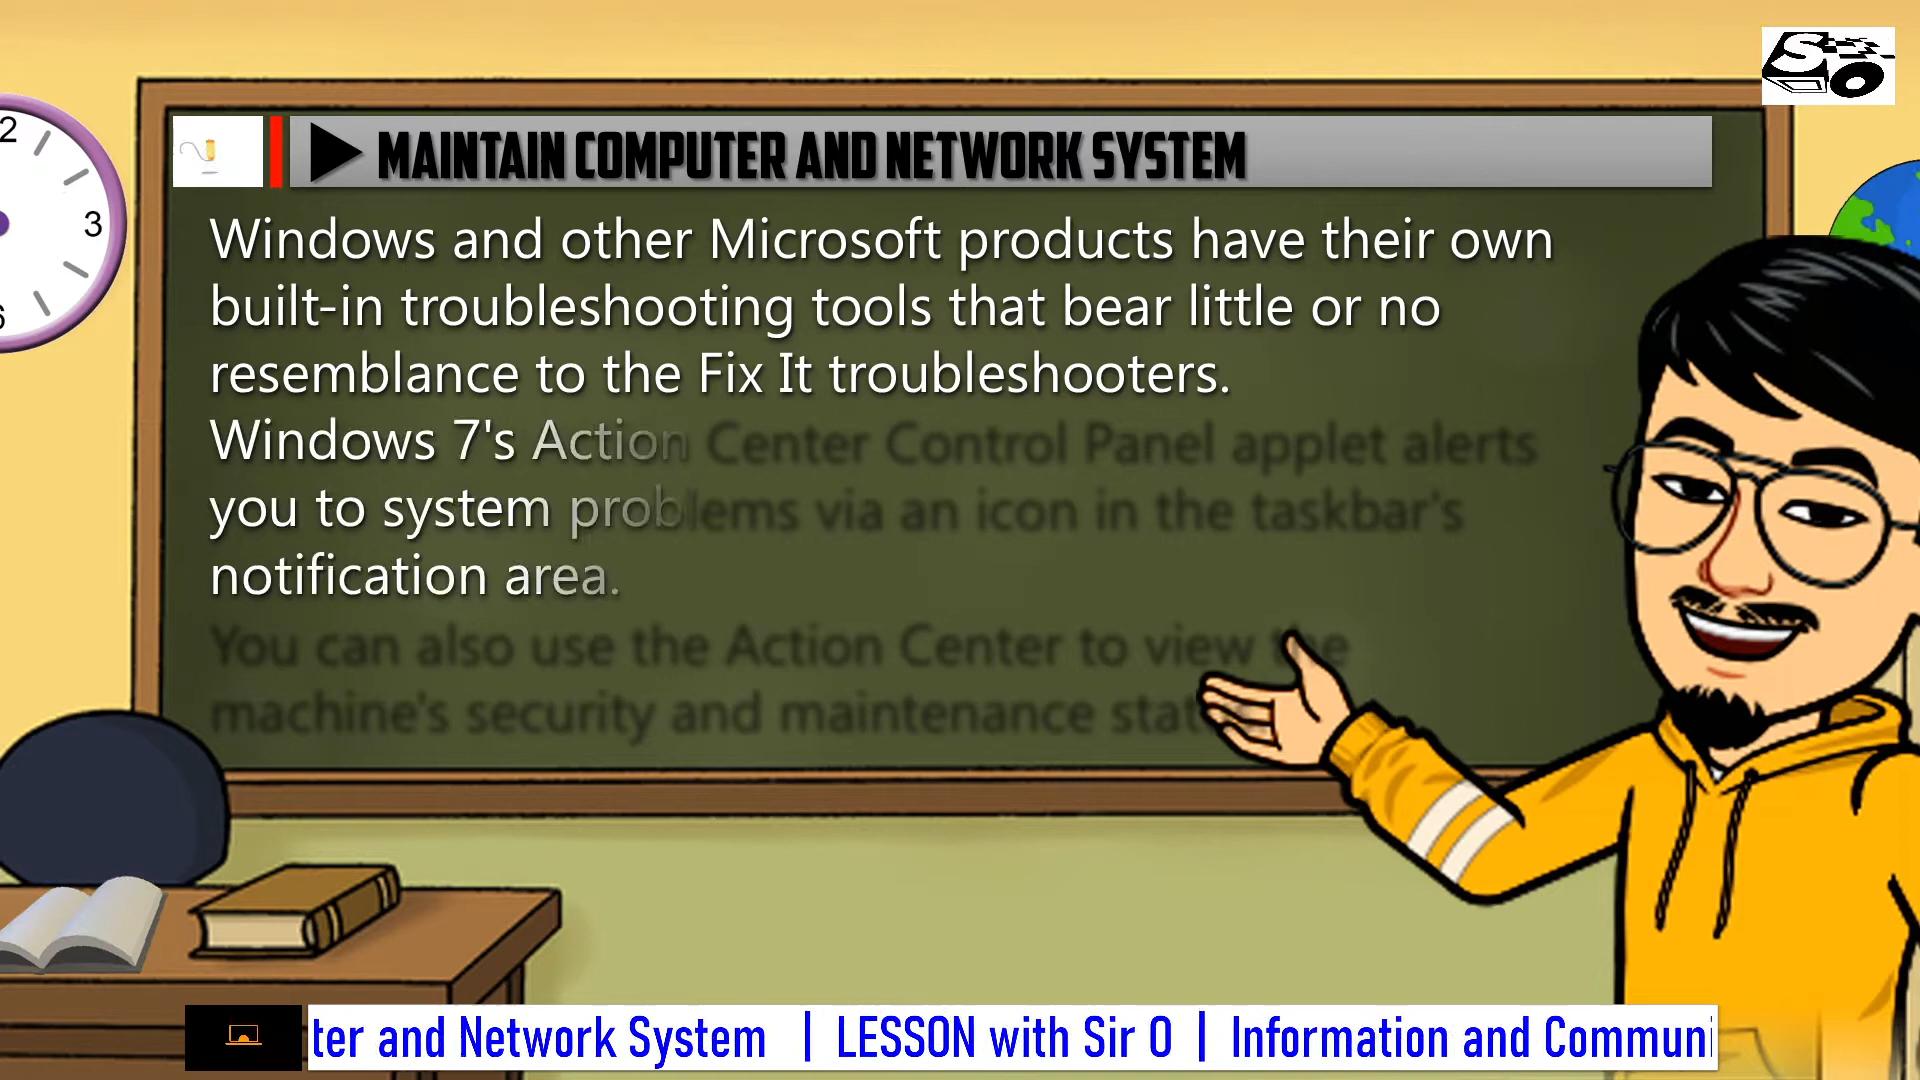 2
3
6
SO
MAINTAIN COMPUTER AND NETWORK SYSTEM
Windows and other Microsoft products have their own
built-in troubleshooting tools that bear little or no
resemblance to the Fix It troubleshooters.
Windows 7's Action Center Control Panel applet alerts
you to system problems via an icon in the taskbar's
notification area.
You can also use the Action Center to view the
machine's security and maintenance
ter and Network System | LESSON with Sir O | Information and Communi